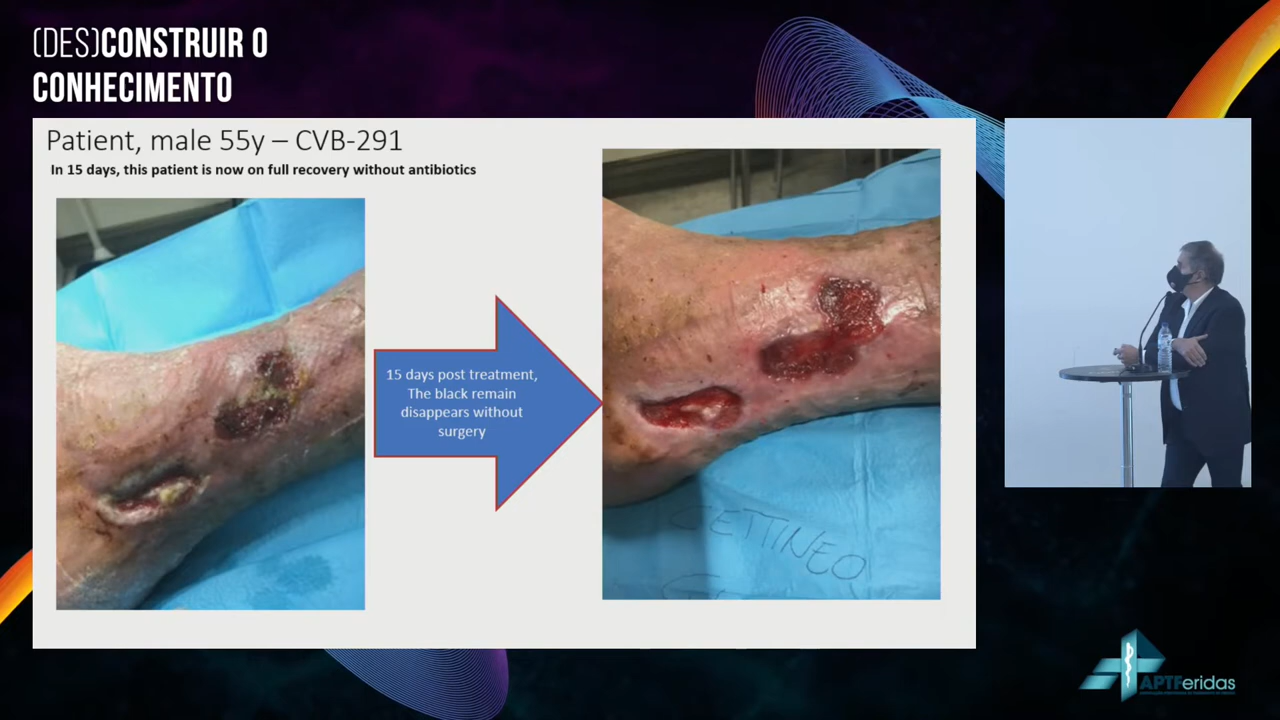 (DES)CONSTRUIR O
CONHECIMENTO
Patient, male 55y – CVB-291
In 15 days, this patient is now on full recovery without antibiotics
15 days post treatment,
The black remain
disappears without
surgery
CETTINEO
APTFeridas